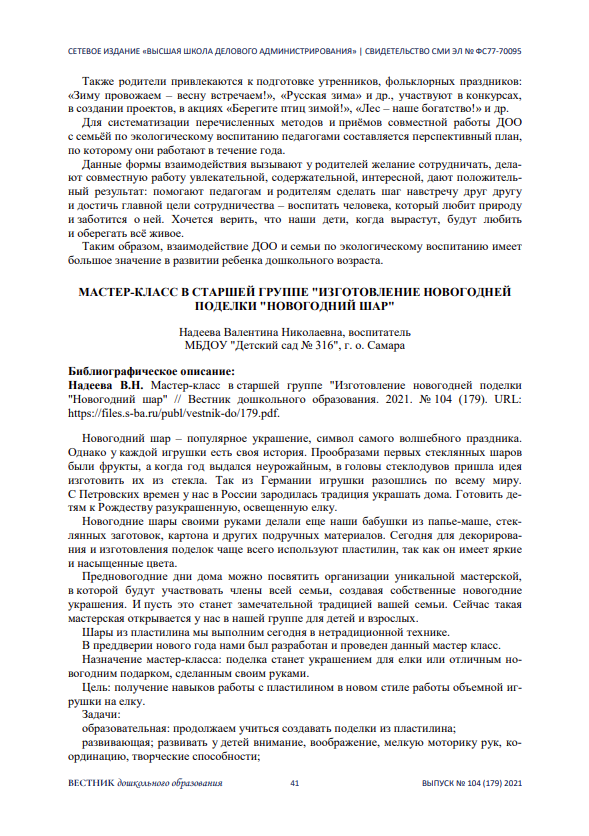 СЕТЕВОЕ ИЗДАНИЕ «ВЫСШАЯ ШКОЛА ДЕЛОВОГО АДМИНИСТРИРОВАНИЯ» | СВИДЕТЕЛЬСТВО СМИ ЭЛ № ФС77-70095
Также родители привлекаются к подготовке утренников, фольклорных праздников:
«Зиму провожаем – весну встречаем!», «Русская зима» и др., участвуют в конкурсах,
в создании проектов, в акциях «Берегите птиц зимой!», «Лес – наше богатство!» и др.
Для систематизации перечисленных методов и приёмов совместной работы ДОО
с семьёй по экологическому воспитанию педагогами составляется перспективный план,
по которому они работают в течение года.
Данные формы взаимодействия вызывают у родителей желание сотрудничать, дела-
ют совместную работу увлекательной, содержательной, интересной, дают положитель-
ный результат: помогают педагогам и родителям сделать шаг навстречу друг другу
и достичь главной цели сотрудничества – воспитать человека, который любит природу
и заботится о ней. Хочется верить, что наши дети, когда вырастут, будут любить
и оберегать всё живое.
Таким образом, взаимодействие ДОО и семьи по экологическому воспитанию имеет
большое значение в развитии ребенка дошкольного возраста.
МАСТЕР-КЛАСС В СТАРШЕЙ ГРУППЕ "ИЗГОТОВЛЕНИЕ НОВОГОДНЕЙ
ПОДЕЛКИ "НОВОГОДНИЙ ШАР"
Надеева Валентина Николаевна, воспитатель
МБДОУ "Детский сад № 316", г. о. Самара
Библиографическое описание:
Надеева В.Н. Мастер-класс в старшей группе "Изготовление новогодней поделки
"Новогодний шар" // Вестник дошкольного образования. 2021. № 104 (179). URL:
https://files.s-ba.ru/publ/vestnik-do/179.pdf.
Новогодний шар – популярное украшение, символ самого волшебного праздника.
Однако у каждой игрушки есть своя история. Прообразами первых стеклянных шаров
были фрукты, а когда год выдался неурожайным, в головы стеклодувов пришла идея
изготовить их из стекла. Так из Германии игрушки разошлись по всему миру.
С Петровских времен у нас в России зародилась традиция украшать дома. Готовить де-
тям к Рождеству разукрашенную, освещенную елку.
Новогодние шары своими руками делали еще наши бабушки из папье-маше, стек-
лянных заготовок, картона и других подручных материалов. Сегодня для декорирова-
ния и изготовления поделок чаще всего используют пластилин, так как он имеет яркие
и насыщенные цвета.
Предновогодние дни дома можно посвятить организации уникальной мастерской,
в которой будут участвовать члены всей семьи, создавая собственные новогодние
украшения. И пусть это станет замечательной традицией вашей семьи. Сейчас такая
мастерская открывается у нас в нашей группе для детей и взрослых.
Шары из пластилина мы выполним сегодня в нетрадиционной технике.
В преддверии нового года нами был разработан и проведен данный мастер класс.
Назначение мастер-класса: поделка станет украшением для елки или отличным но-
вогодним подарком, сделанным своим руками.
Цель: получение навыков работы с пластилином в новом стиле работы объемной иг-
рушки на елку.
Задачи:
образовательная: продолжаем учиться создавать поделки из пластилина;
развивающая; развивать у детей внимание, воображение, мелкую моторику рук, ко-
ординацию, творческие способности;
ВЕСТНИК дошкольного образования 41 ВЫПУСК № 104 (179) 2021